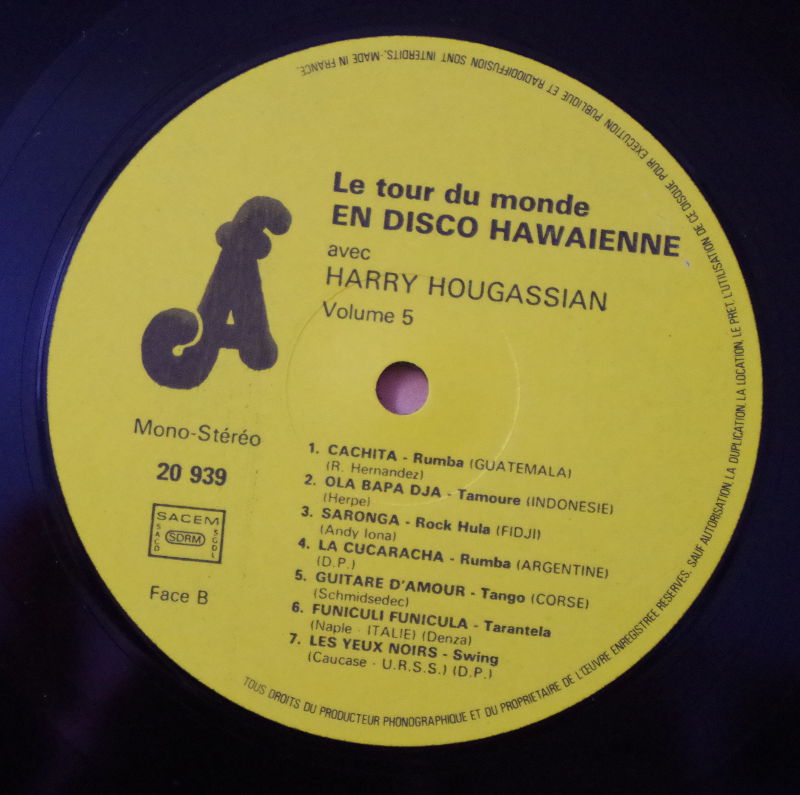 Le tour du monde
EN DISCO HAWAIENNE
avec
HARRY HOUGASSIAN
Volume 5
Af
Mono-Stéréo
20 939
SACEM
SACD
SDRM
SGDL
Face B
1. CACHITA - Rumba (GUATEMALA)
(R. Hernandez)
2. OLA BAPA DJA - Tamoure (INDONESIE)
(Herpe)
3. SARONGA - Rock Hula (FIDJI)
(Andy Iona)
4. LA CUCARACHA - Rumba (ARGENTINE)
(D.P.)
5. GUITARE D'AMOUR - Tango (CORSE)
(Schmidsedec)
6. FUNICULI FUNICULA - Tarantela
(Naple - ITALIE) (Denza)
7. LES YEUX NOIRS - Swing
(Caucase - U.R.S.S.) (D.P.)
TOUS DROITS DU PRODUCTEUR PHONOGRAPHIQUE ET DU PROPRIETAIRE DE L'ŒUVRE ENREGISTREE RESERVES. SAUF AUTORISATION, LA DUPLICATION, LA LOCATION, LE PRET, L'UTILISATION DE CE DISQUE POUR EXECUTION PUBLIQUE ET RADIODIFFUSION SONT INTERDITS.-MADE IN FRANCE.